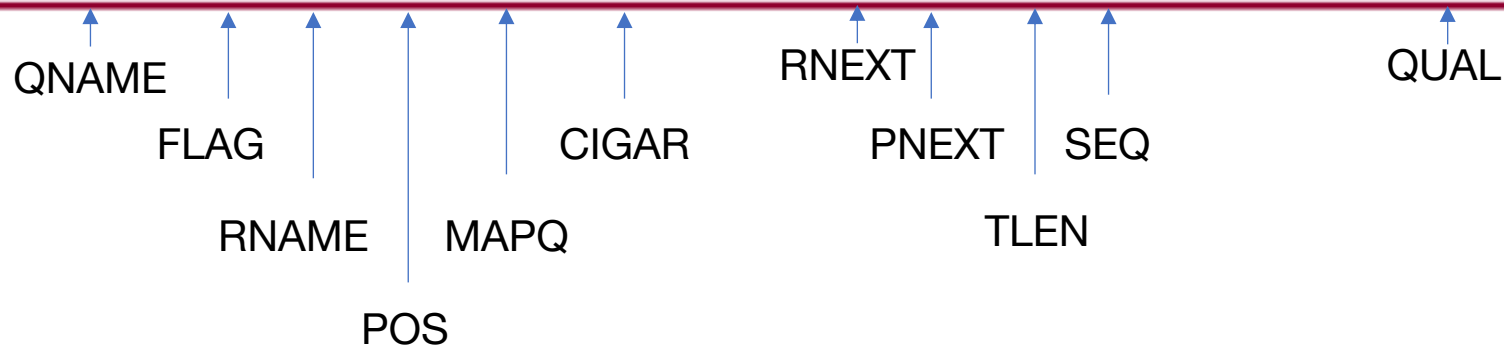 QNAME
FLAG
RNAME
POS
MAPQ
CIGAR
RNEXT
PNEXT
TLEN
SEQ
QUAL